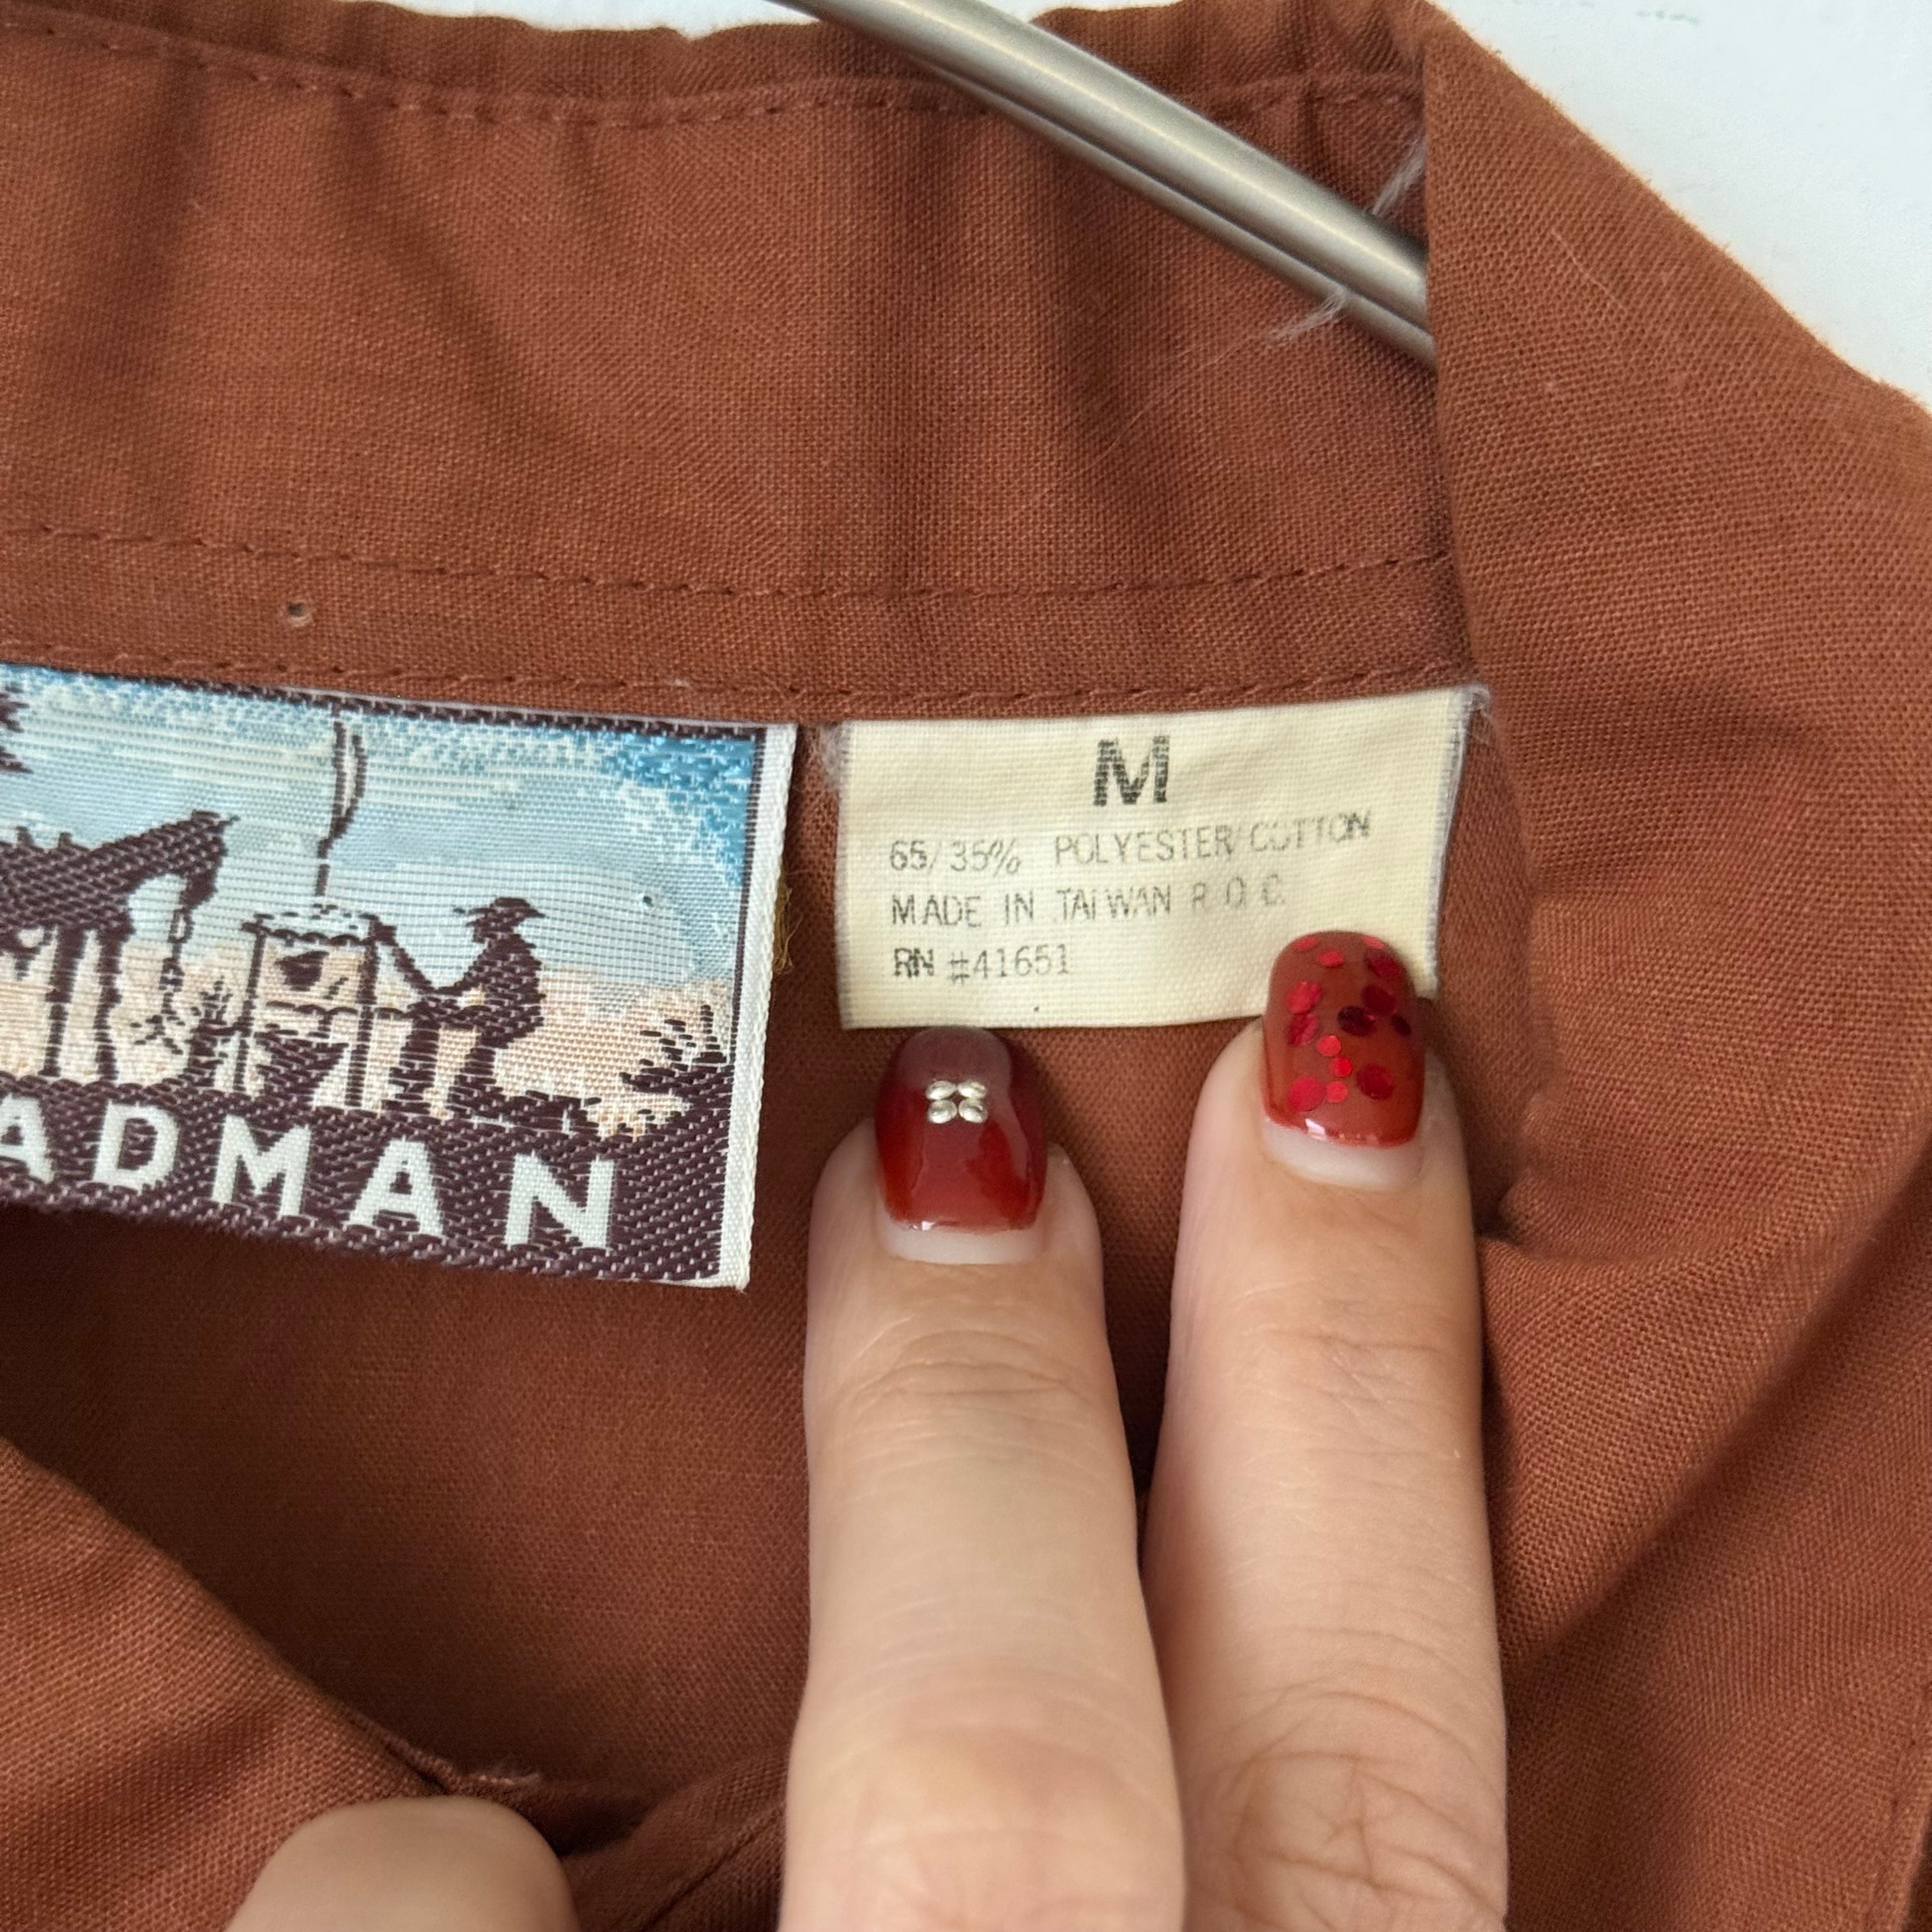 ADMAN
M
65/35% POLYESTER/COTTON
MADE IN TAIWAN R.O.C.
RN #41651